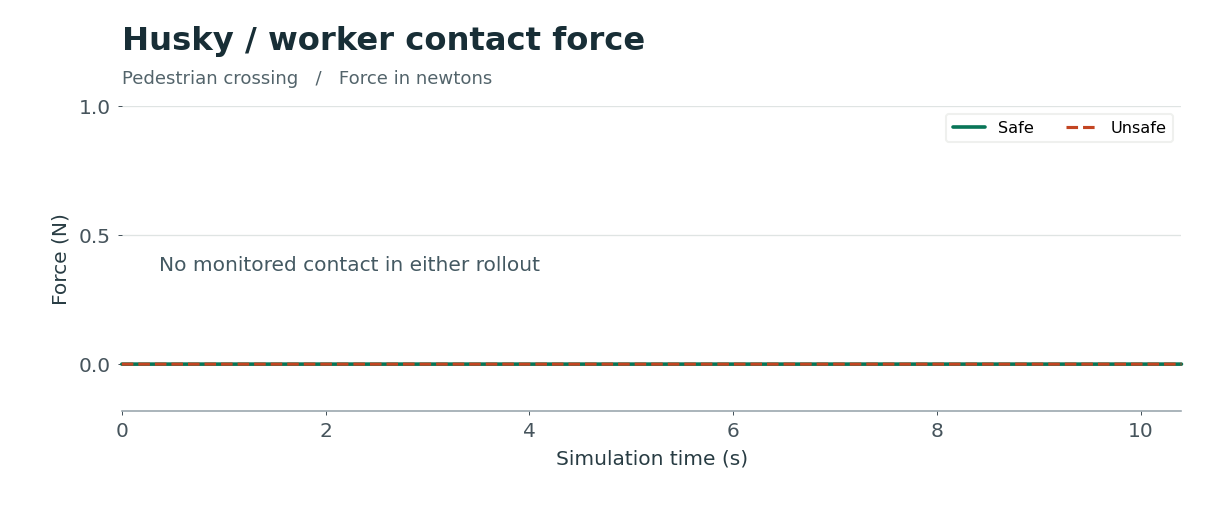 Husky / worker contact force
Pedestrian crossing / Force in newtons
1.0
Safe Unsafe
0.5
No monitored contact in either rollout
Force (N)
0.0
0 2 4 6 8 10
Simulation time (s)